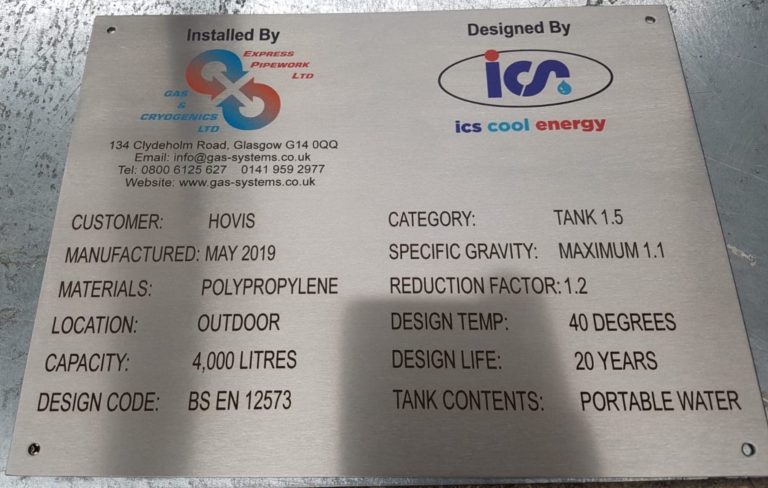 Installed By
EXPRESS
PIPEWORK
LTD
GAS
&
CRYOGENICS
LTD
134 Clydeholm Road, Glasgow G14 0QQ
Email: info@gas-systems.co.uk
Tel: 0800 6125 627 0141 959 2977
Website: www.gas-systems.co.uk
Designed By
ics
ics cool energy
CUSTOMER: HOVIS
MANUFACTURED: MAY 2019
MATERIALS: POLYPROPYLENE
LOCATION: OUTDOOR
CAPACITY: 4,000 LITRES
DESIGN CODE: BS EN 12573
CATEGORY: TANK 1.5
SPECIFIC GRAVITY: MAXIMUM 1.1
REDUCTION FACTOR: 1.2
DESIGN TEMP: 40 DEGREES
DESIGN LIFE: 20 YEARS
TANK CONTENTS: PORTABLE WATER